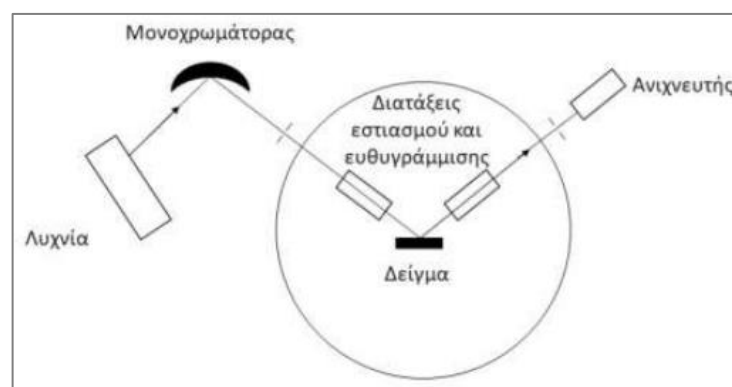 Μονοχρωμάτορας
Ανιχνευτής
Διατάξεις
εστιασμού και
ευθυγράμμισης
Λυχνία
Δείγμα